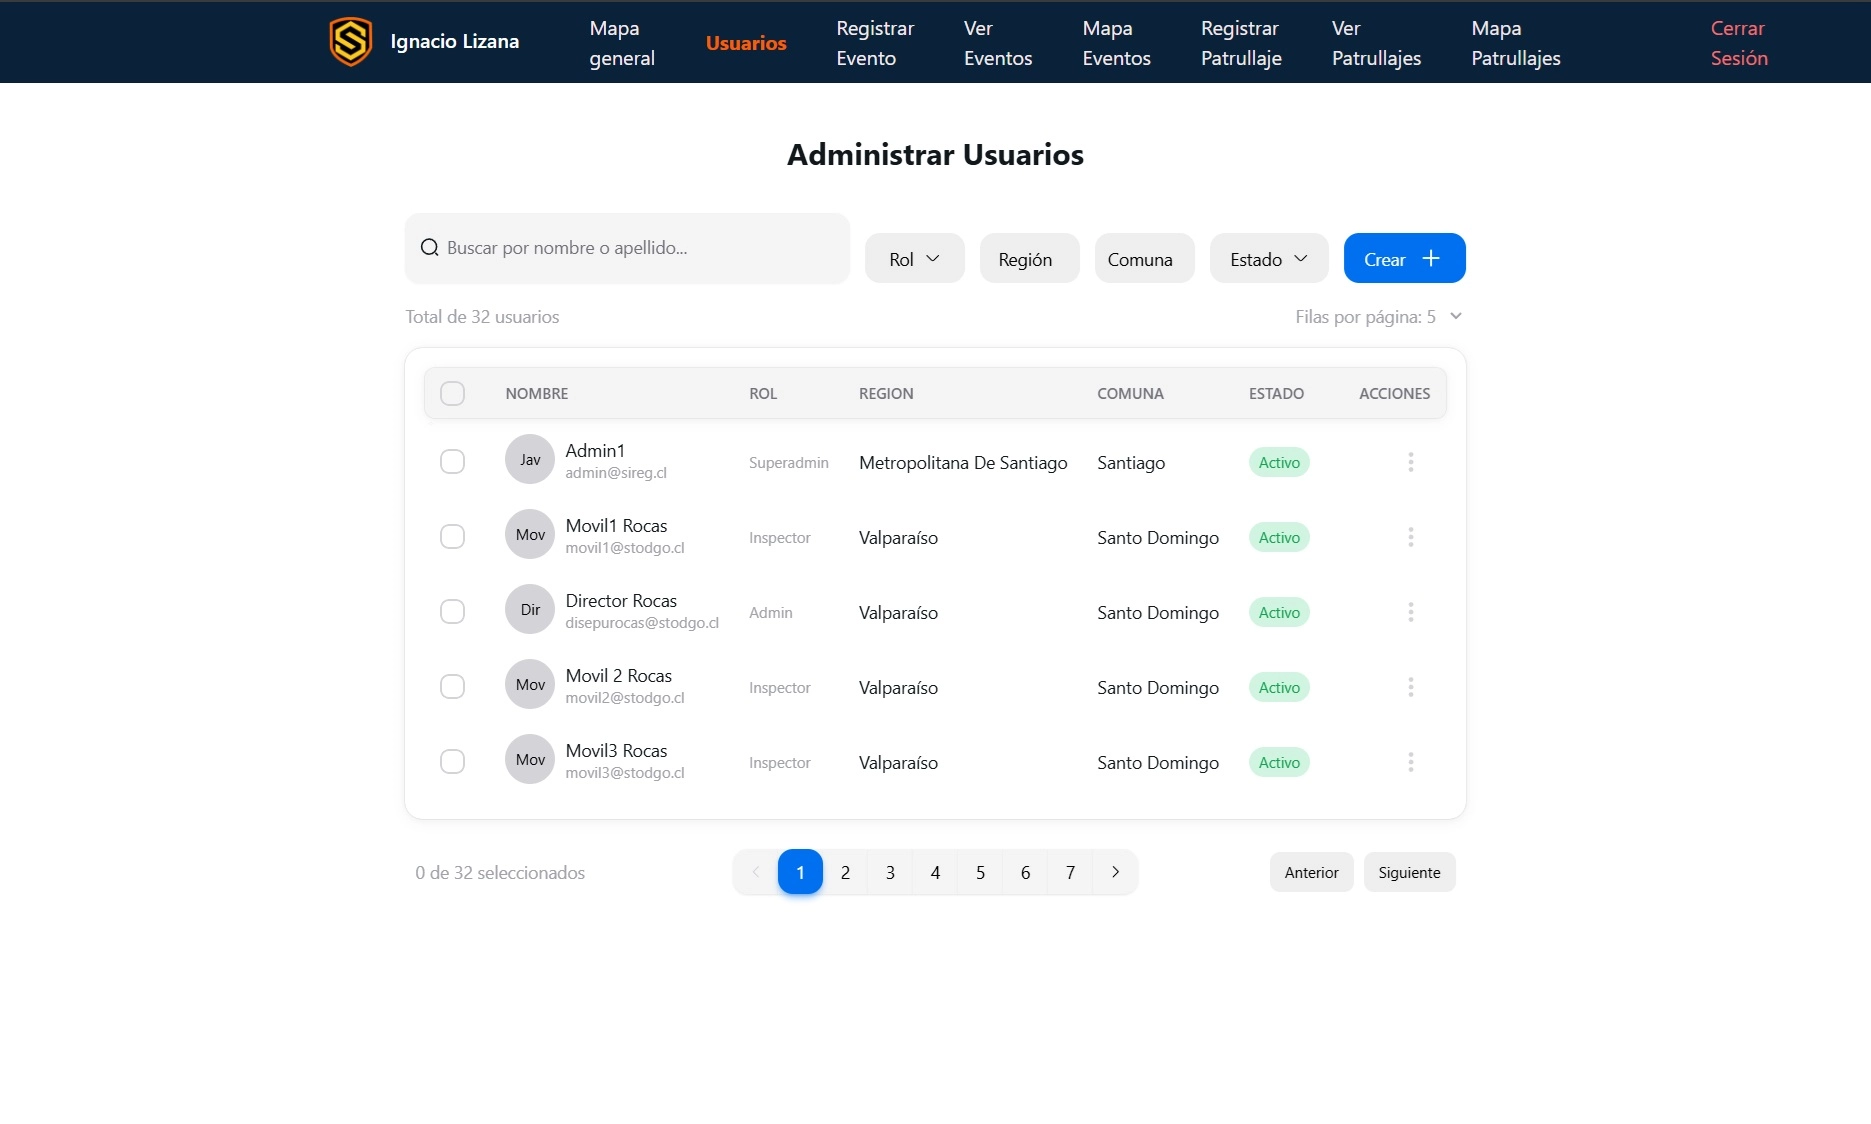 Ignacio Lizana
Mapa
general
Usuarios
Registrar
Evento
Ver
Eventos
Mapa
Eventos
Registrar
Patrullaje
Ver
Patrullajes
Mapa
Patrullajes
Cerrar
Sesión
Administrar Usuarios
Buscar por nombre o apellido...
Rol
Región
Comuna
Estado
Crear
Total de 32 usuarios
Filas por página: 5
NOMBRE ROL REGION COMUNA ESTADO ACCIONES
Jav
Admin1
admin@sireg.cl
Superadmin Metropolitana De Santiago Santiago Activo
Mov
Movil1 Rocas
movil1@stodgo.cl
Inspector Valparaíso Santo Domingo Activo
Dir
Director Rocas
disepurocas@stodgo.cl
Admin Valparaíso Santo Domingo Activo
Mov
Movil 2 Rocas
movil2@stodgo.cl
Inspector Valparaíso Santo Domingo Activo
Mov
Movil3 Rocas
movil3@stodgo.cl
Inspector Valparaíso Santo Domingo Activo
0 de 32 seleccionados
1 2 3 4 5 6 7
Anterior
Siguiente